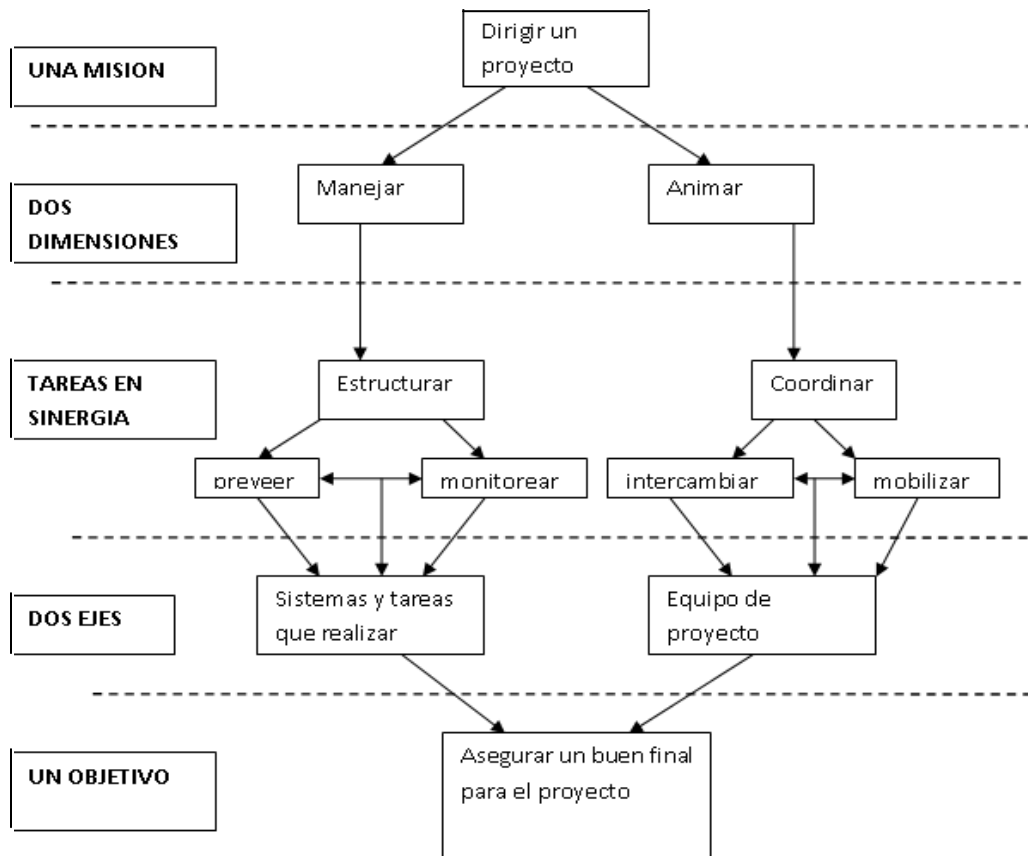 Dirigir un
proyecto
UNA MISION
Manejar
Animar
DOS
DIMENSIONES
TAREAS EN
SINERGIA
Estructurar
Coordinar
preveer
monitorear
intercambiar
mobilizar
DOS EJES
Sistemas y tareas
que realizar
Equipo de
proyecto
UN OBJETIVO
Asegurar un buen final
para el proyecto